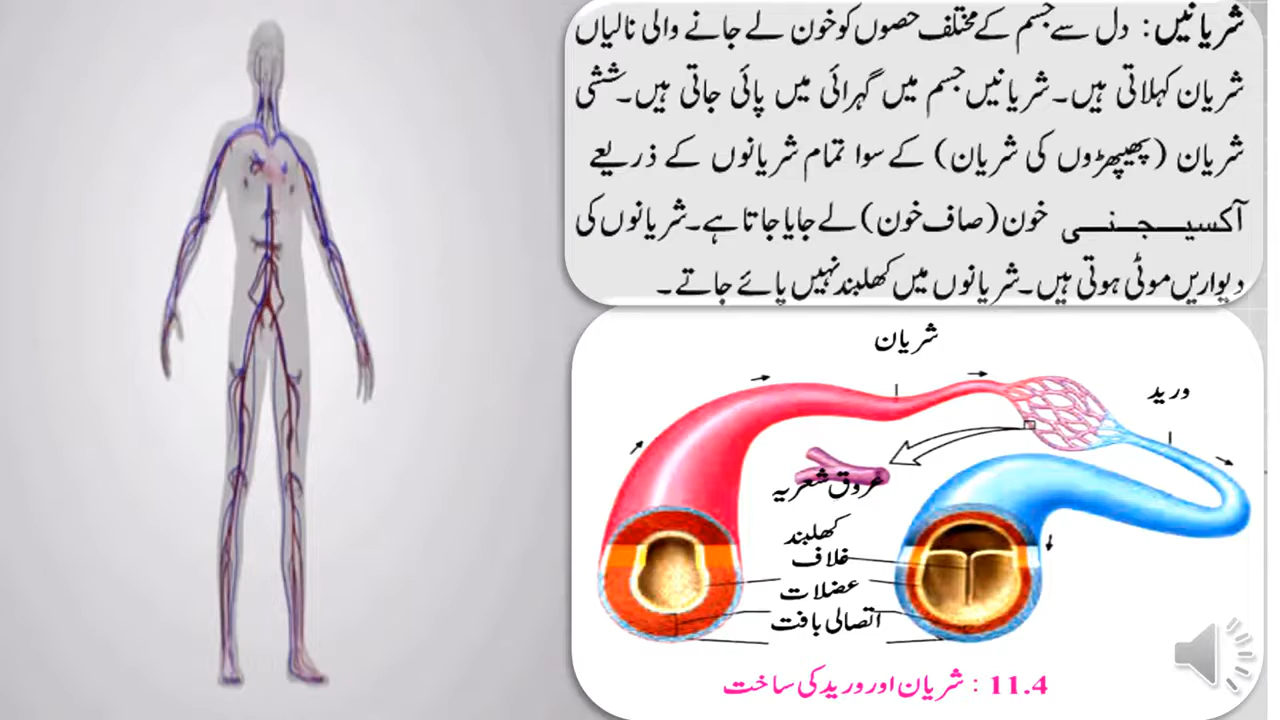 شریانیں: دل سے جسم کے مختلف حصوں کو خون لے جانے والی نالیاں
شریان کہلاتی ہیں۔ شریانیں جسم میں گہرائی میں پائی جاتی ہیں۔ ششی
شریان (پھیپھڑوں کی شریان) کے سوا تمام شریانوں کے ذریعے
آکسیجنی خون (صاف خون) لے جایا جاتا ہے۔ شریانوں کی
دیواریں موٹی ہوتی ہیں۔ شریانوں میں کھلبند نہیں پائے جاتے۔
شریان
ورید
عروق شعریہ
کھلبند
غلاف
عضلات
اتصالی بافت
11.4 : شریان اور ورید کی ساخت